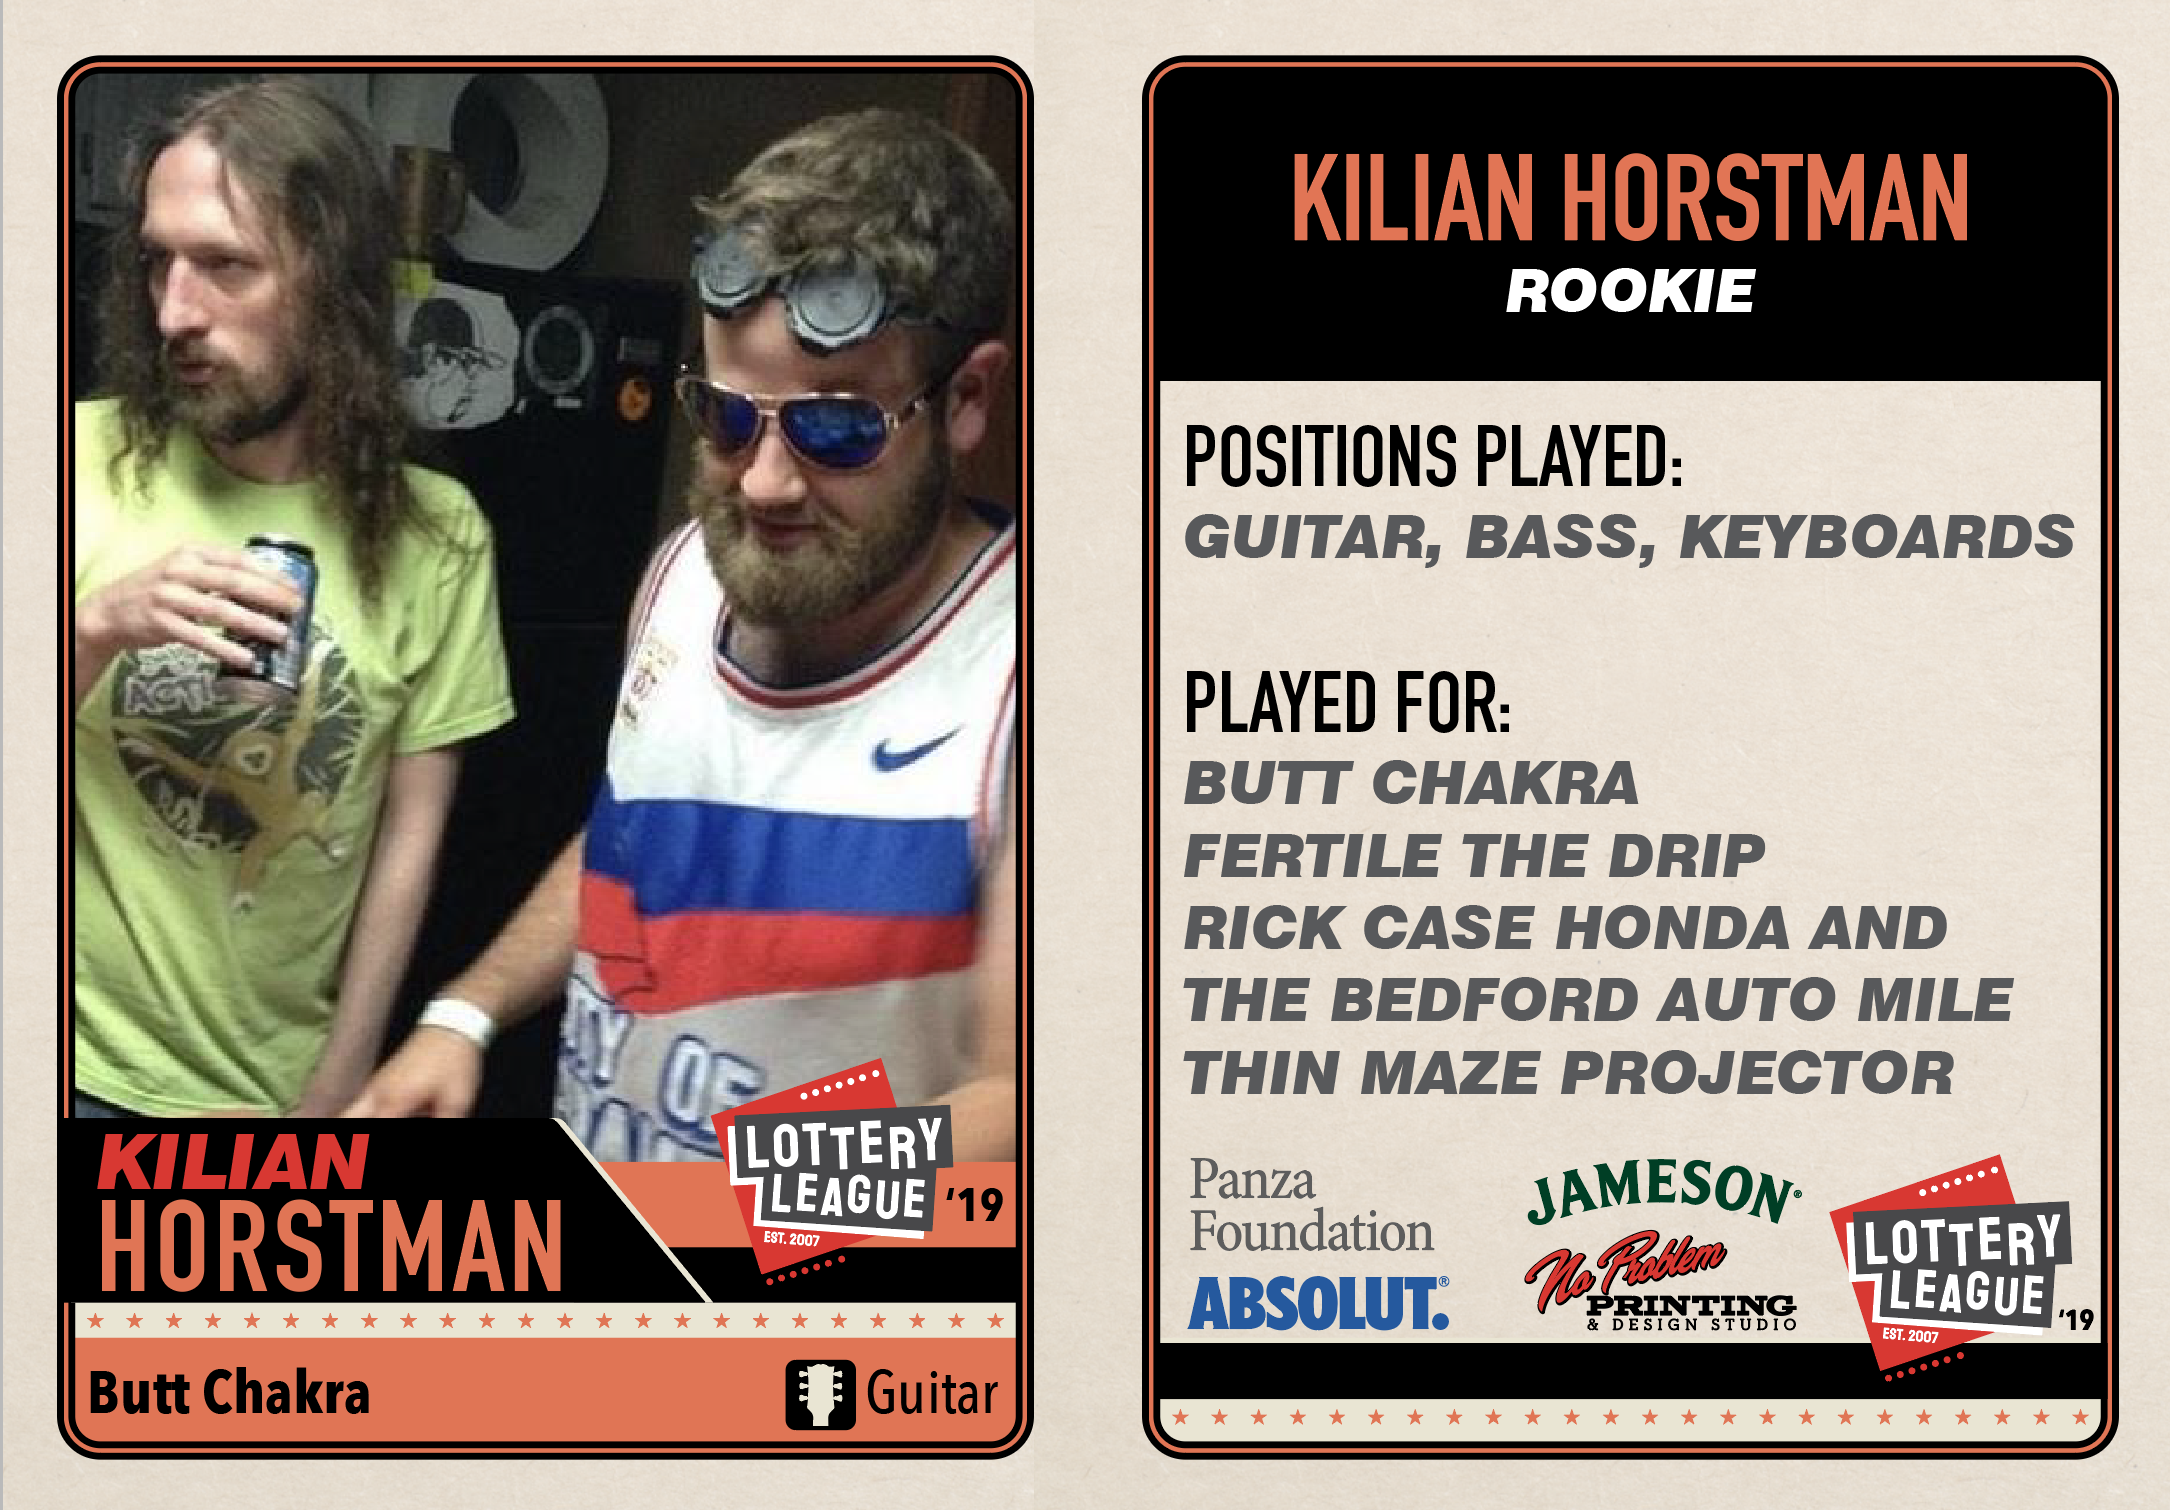 ACT!
OF
KILIAN
HORSTMAN
LOTTERY
LEAGUE
'19
EST. 2007
Butt Chakra
Guitar
KILIAN HORSTMAN
ROOKIE
POSITIONS PLAYED:
GUITAR, BASS, KEYBOARDS
PLAYED FOR:
BUTT CHAKRA
FERTILE THE DRIP
RICK CASE HONDA AND
THE BEDFORD AUTO MILE
THIN MAZE PROJECTOR
Panza
Foundation
ABSOLUT.®
JAMESON®
No Problem
PRINTING
& DESIGN STUDIO
LOTTERY
LEAGUE
'19
EST. 2007